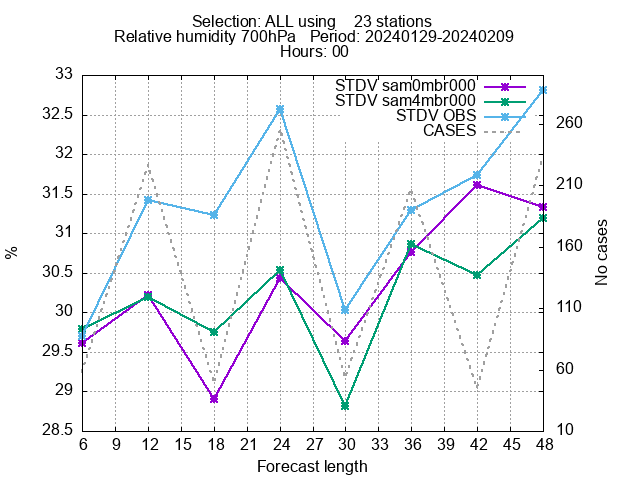 Selection: ALL using    23 stations
Relative humidity 700hPa   Period: 20240129-20240209
Hours: 00
STDV sam0mbr000
STDV sam4mbr000
STDV OBS
CASES
33
32.5
32
31.5
31
30.5
30
29.5
29
28.5
%
260
210
160
110
60
10
No cases
6 9 12 15 18 21 24 27 30 33 36 39 42 45 48
Forecast length